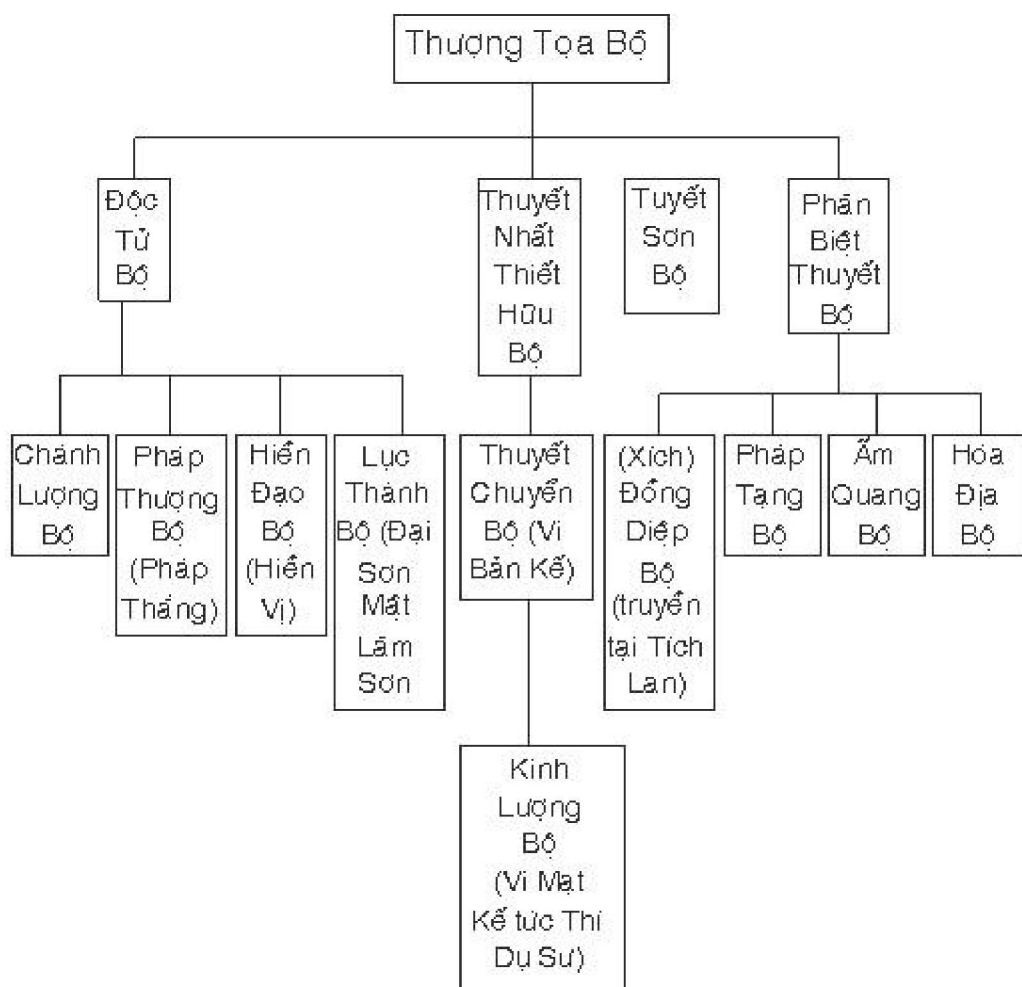 Thượng Tọa Bộ
Độc
Tử
Bộ
Thuyết
Nhất
Thiết
Hữu
Bộ
Tuyết
Sơn
Bộ
Phân
Biệt
Thuyết
Bộ
Chánh
Lượng
Bộ
Pháp
Thượng
Bộ
(Pháp
Thắng)
Hiền
Đạo
Bộ
(Hiền
Vị)
Lục
Thành
Bộ (Đại
Sơn
Mật
Lâm
Sơn
Thuyết
Chuyển
Bộ (Vi
Bản Kế)
(Xích)
Đồng
Diệp
Bộ
(truyền
tại Tích
Lan)
Pháp
Tạng
Bộ
Ẩm
Quang
Bộ
Hóa
Địa
Bộ
Kinh
Lượng
Bộ
(Vi Mạt
Kế tức Thí
Dụ Sư)